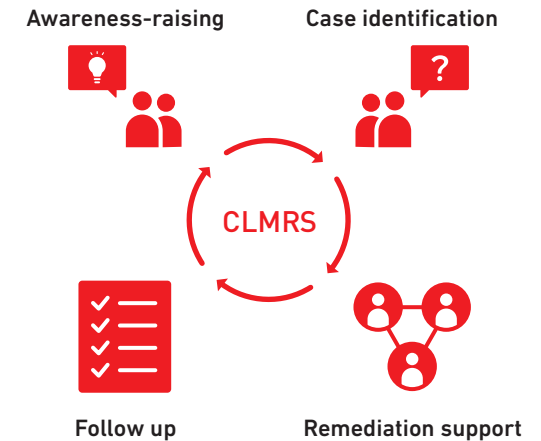 Awareness-raising
Case identification
?
CLMRS
Follow up
Remediation support